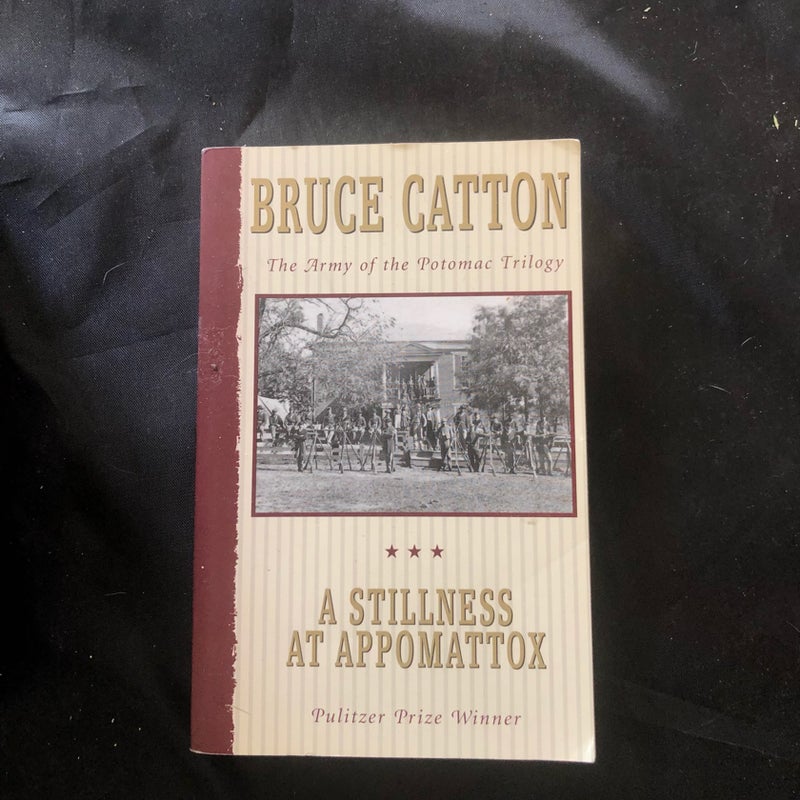 BRUCE CATTON
The Army of the Potomac Trilogy
A STILLNESS
AT APPOMATTOX
Pulitzer Prize Winner